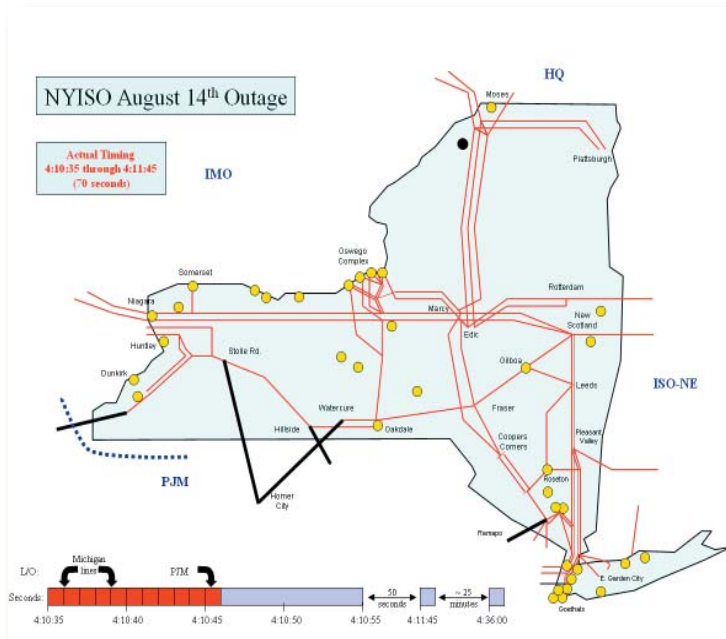 HQ
NYISO August 14th Outage
Moses
Actual Timing
4:10:35 through 4:11:45
(70 seconds)
IMO
Plattsburgh
Oswego
Complex
Somerset
Niagara
Rotterdam
Marcy
New
Scotland
Edic
Huntley
Stolle Rd.
Gilboa
Dunkirk
Leeds
ISO-NE
Watercure
Fraser
Hillside
Oakdale
Coopers
Corners
Pleasant
Valley
PJM
Homer
City
Roseton
Ramapo
E. Garden City
Goethals
L/O:
Michigan
lines
PJM
50
seconds
~ 25
minutes
Seconds:
4:10:35
4:10:40
4:10:50
4:10:55
4:11:45
4:36:00